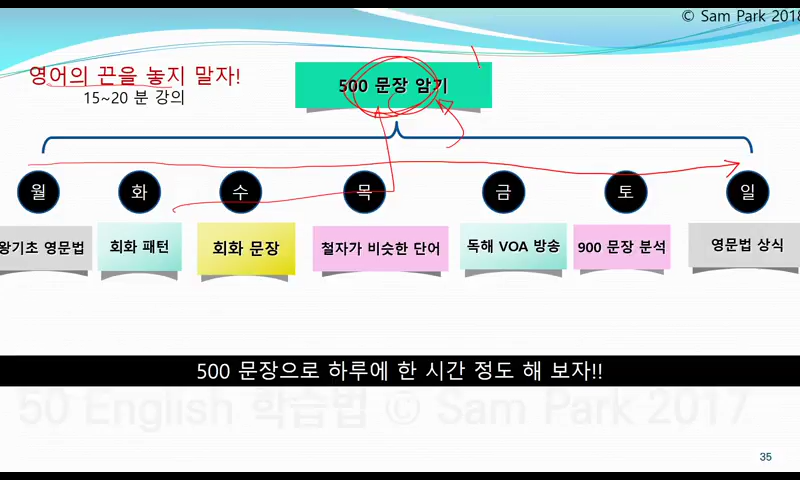 © Sam Park 2018
영어의 끈을 놓지 말자!
15~20 분 강의
500 문장 암기
월 화 수 목 금 토 일
왕기초 영문법 회화 패턴 회화 문장 철자가 비슷한 단어 독해 VOA 방송 900 문장 분석 영문법 상식
500 문장으로 하루에 한 시간 정도 해 보자!!
50 English 학습법 © Sam Park 2017
35